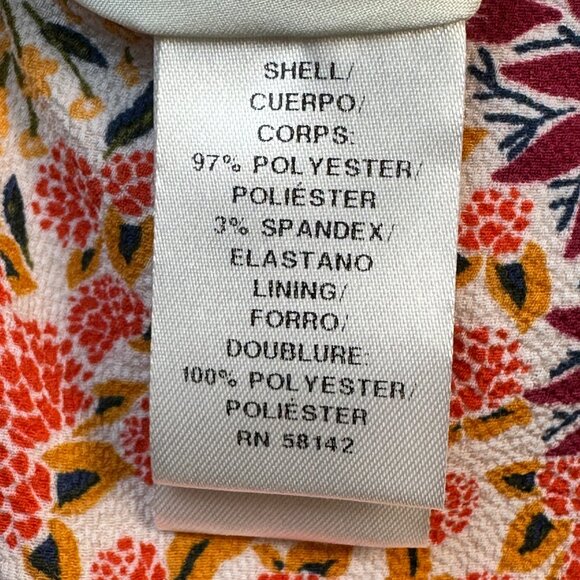 SHELL/
CUERPO/
CORPS:
97% POLYESTER/
POLIÉSTER
3% SPANDEX/
ELASTANO
LINING/
FORRO/
DOUBLURE:
100% POLYESTER/
POLIÉSTER
RN 58142